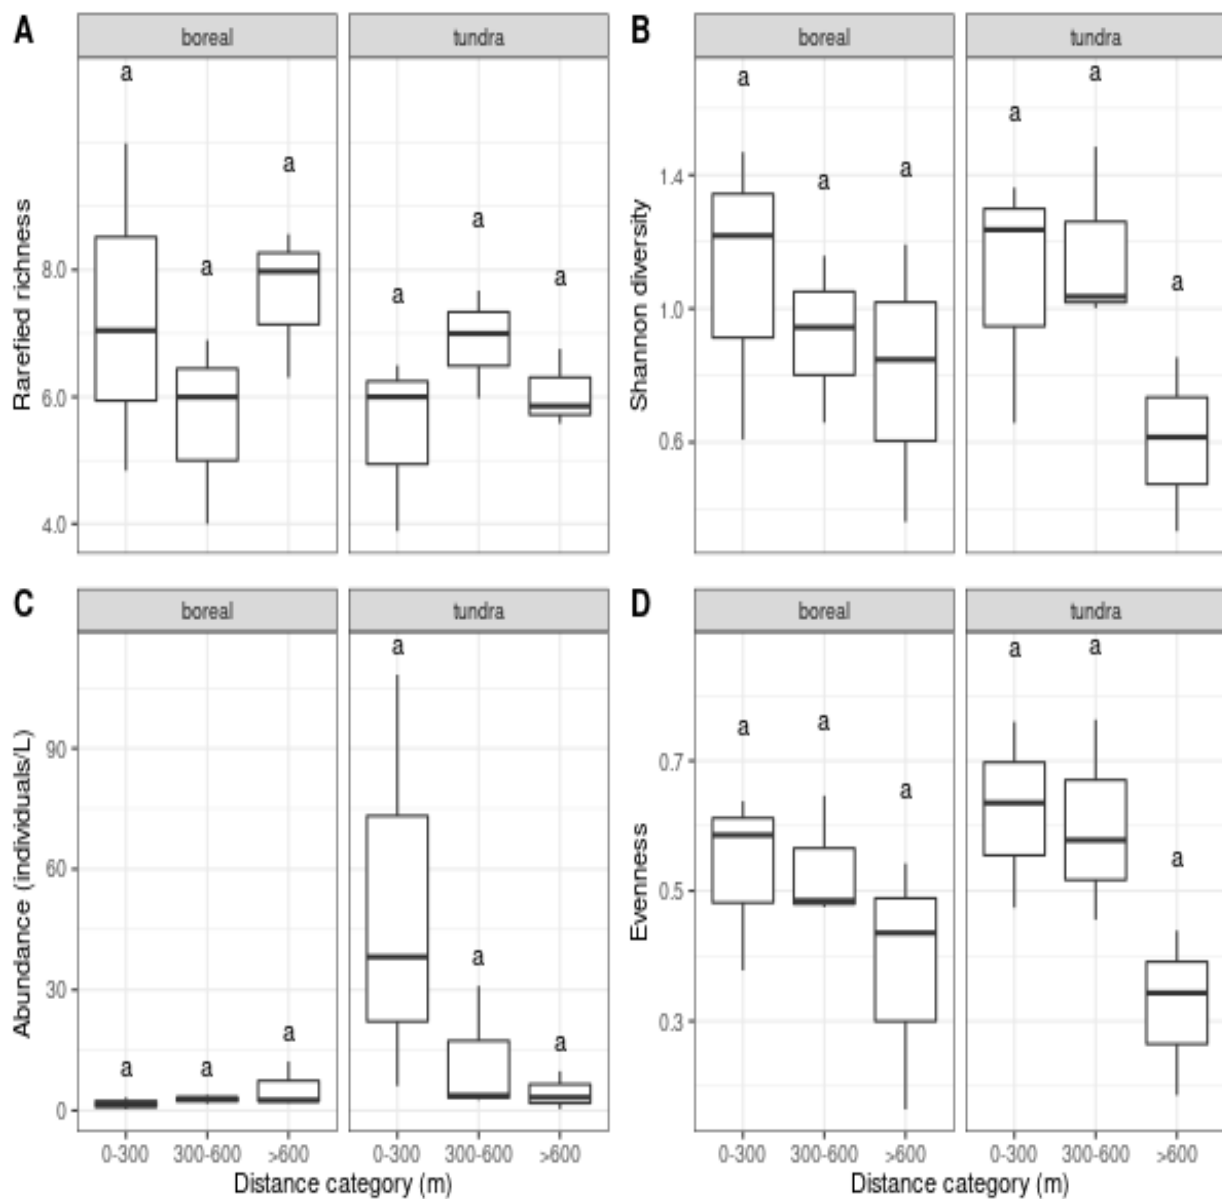 A
boreal
tundra
a
a
a
a
a
a
Rarefied richness
8.0
6.0
4.0
B
boreal
tundra
a
a
a
a
a
a
Shannon diversity
1.4
1.0
0.6
C
boreal
tundra
a
a
a
a
a
a
Abundance (individuals/L)
90
60
30
0
0-300 300-600 >600
0-300 300-600 >600
Distance category (m)
D
boreal
tundra
a
a
a
a
a
a
Evenness
0.7
0.5
0.3
0-300 300-600 >600
0-300 300-600 >600
Distance category (m)